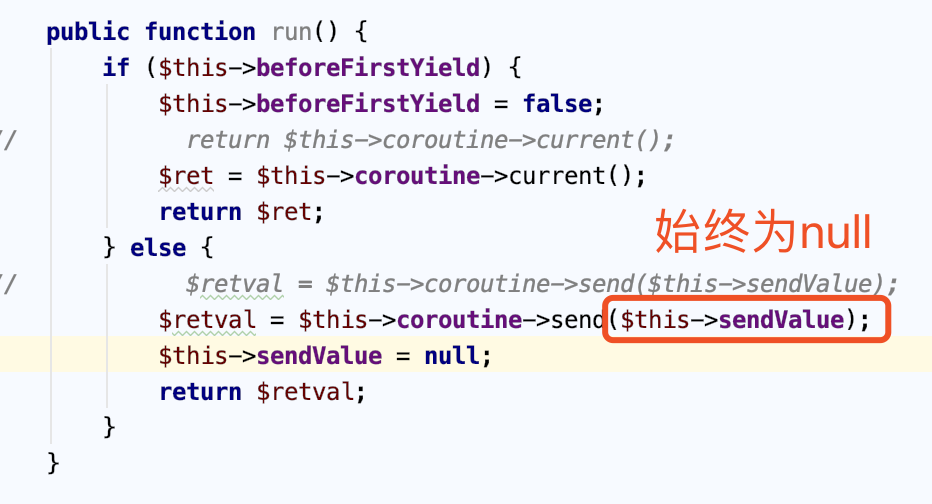 public function run() {
if ($this->beforeFirstYield) {
$this->beforeFirstYield = false;
// return $this->coroutine->current();
$ret = $this->coroutine->current();
return $ret;
始终为null
} else {
// $retval = $this->coroutine->send($this->sendValue);
$retval = $this->coroutine->send($this->sendValue);
$this->sendValue = null;
return $retval;
}
}